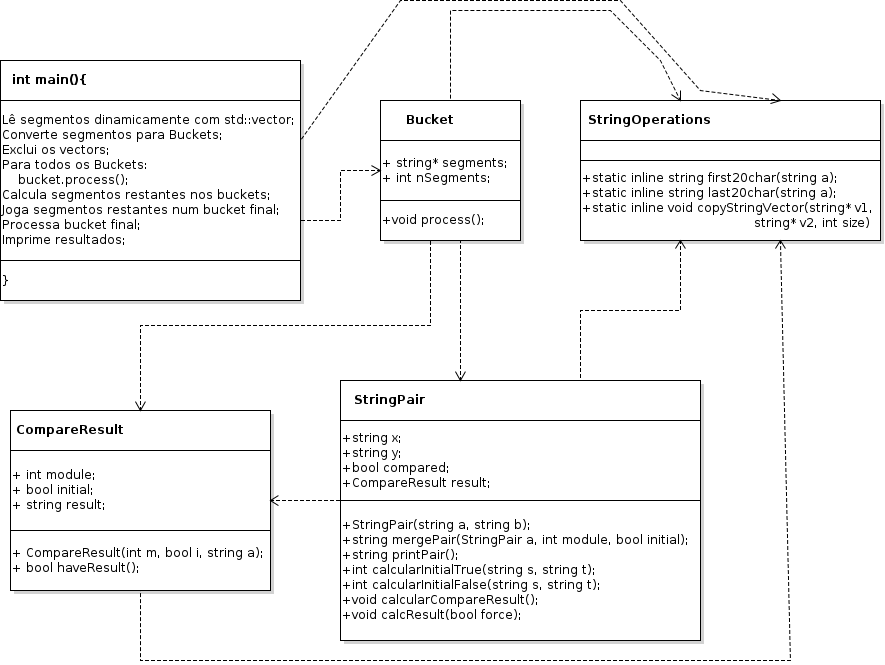 int main(){
Lê segmentos dinamicamente com std::vector;
Converte segmentos para Buckets;
Exclui os vectors;
Para todos os Buckets:
bucket.process();
Calcula segmentos restantes nos buckets;
Joga segmentos restantes num bucket final;
Processa bucket final;
Imprime resultados;
}
Bucket
+ string* segments;
+ int nSegments;
+void process();
StringOperations
+static inline string first20char(string a);
+static inline string last20char(string a);
+static inline void copyStringVector(string* v1,
string* v2, int size)
CompareResult
+ int module;
+ bool initial;
+ string result;
+ CompareResult(int m, bool i, string a);
+ bool haveResult();
StringPair
+string x;
+string y;
+bool compared;
+CompareResult result;
+StringPair(string a, string b);
+string mergePair(StringPair a, int module, bool initial);
+string printPair();
+int calcularInitialTrue(string s, string t);
+int calcularInitialFalse(string s, string t);
+void calcularCompareResult();
+void calcResult(bool force);